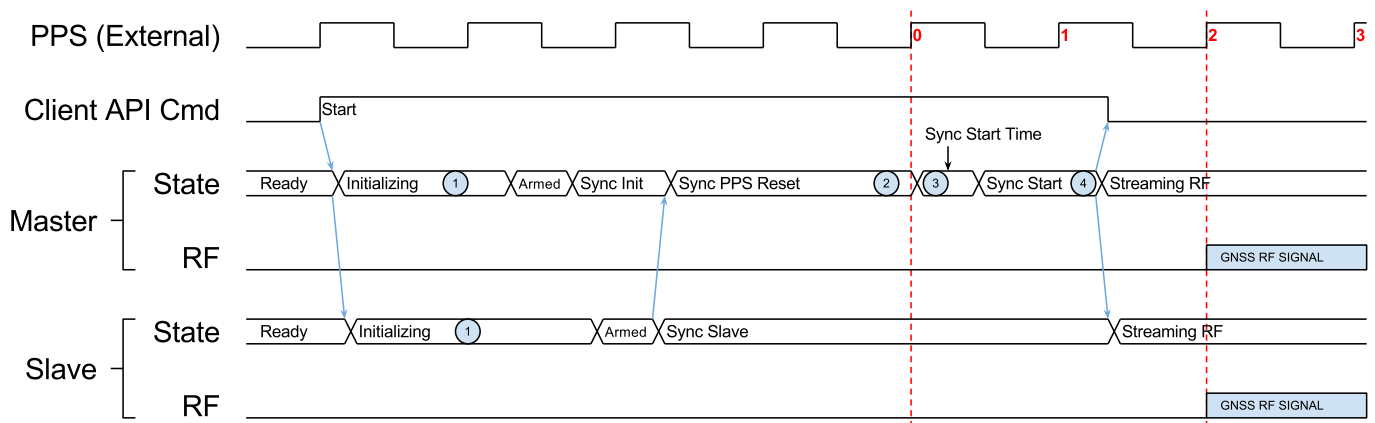 PPS (External)
0 1 2 3
Client API Cmd
Start
Sync Start Time
Master
State
Ready Initializing 1 Armed Sync Init Sync PPS Reset 2 3 Sync Start 4 Streaming RF
RF
GNSS RF SIGNAL
Slave
State
Ready Initializing 1 Armed Sync Slave Streaming RF
RF
GNSS RF SIGNAL